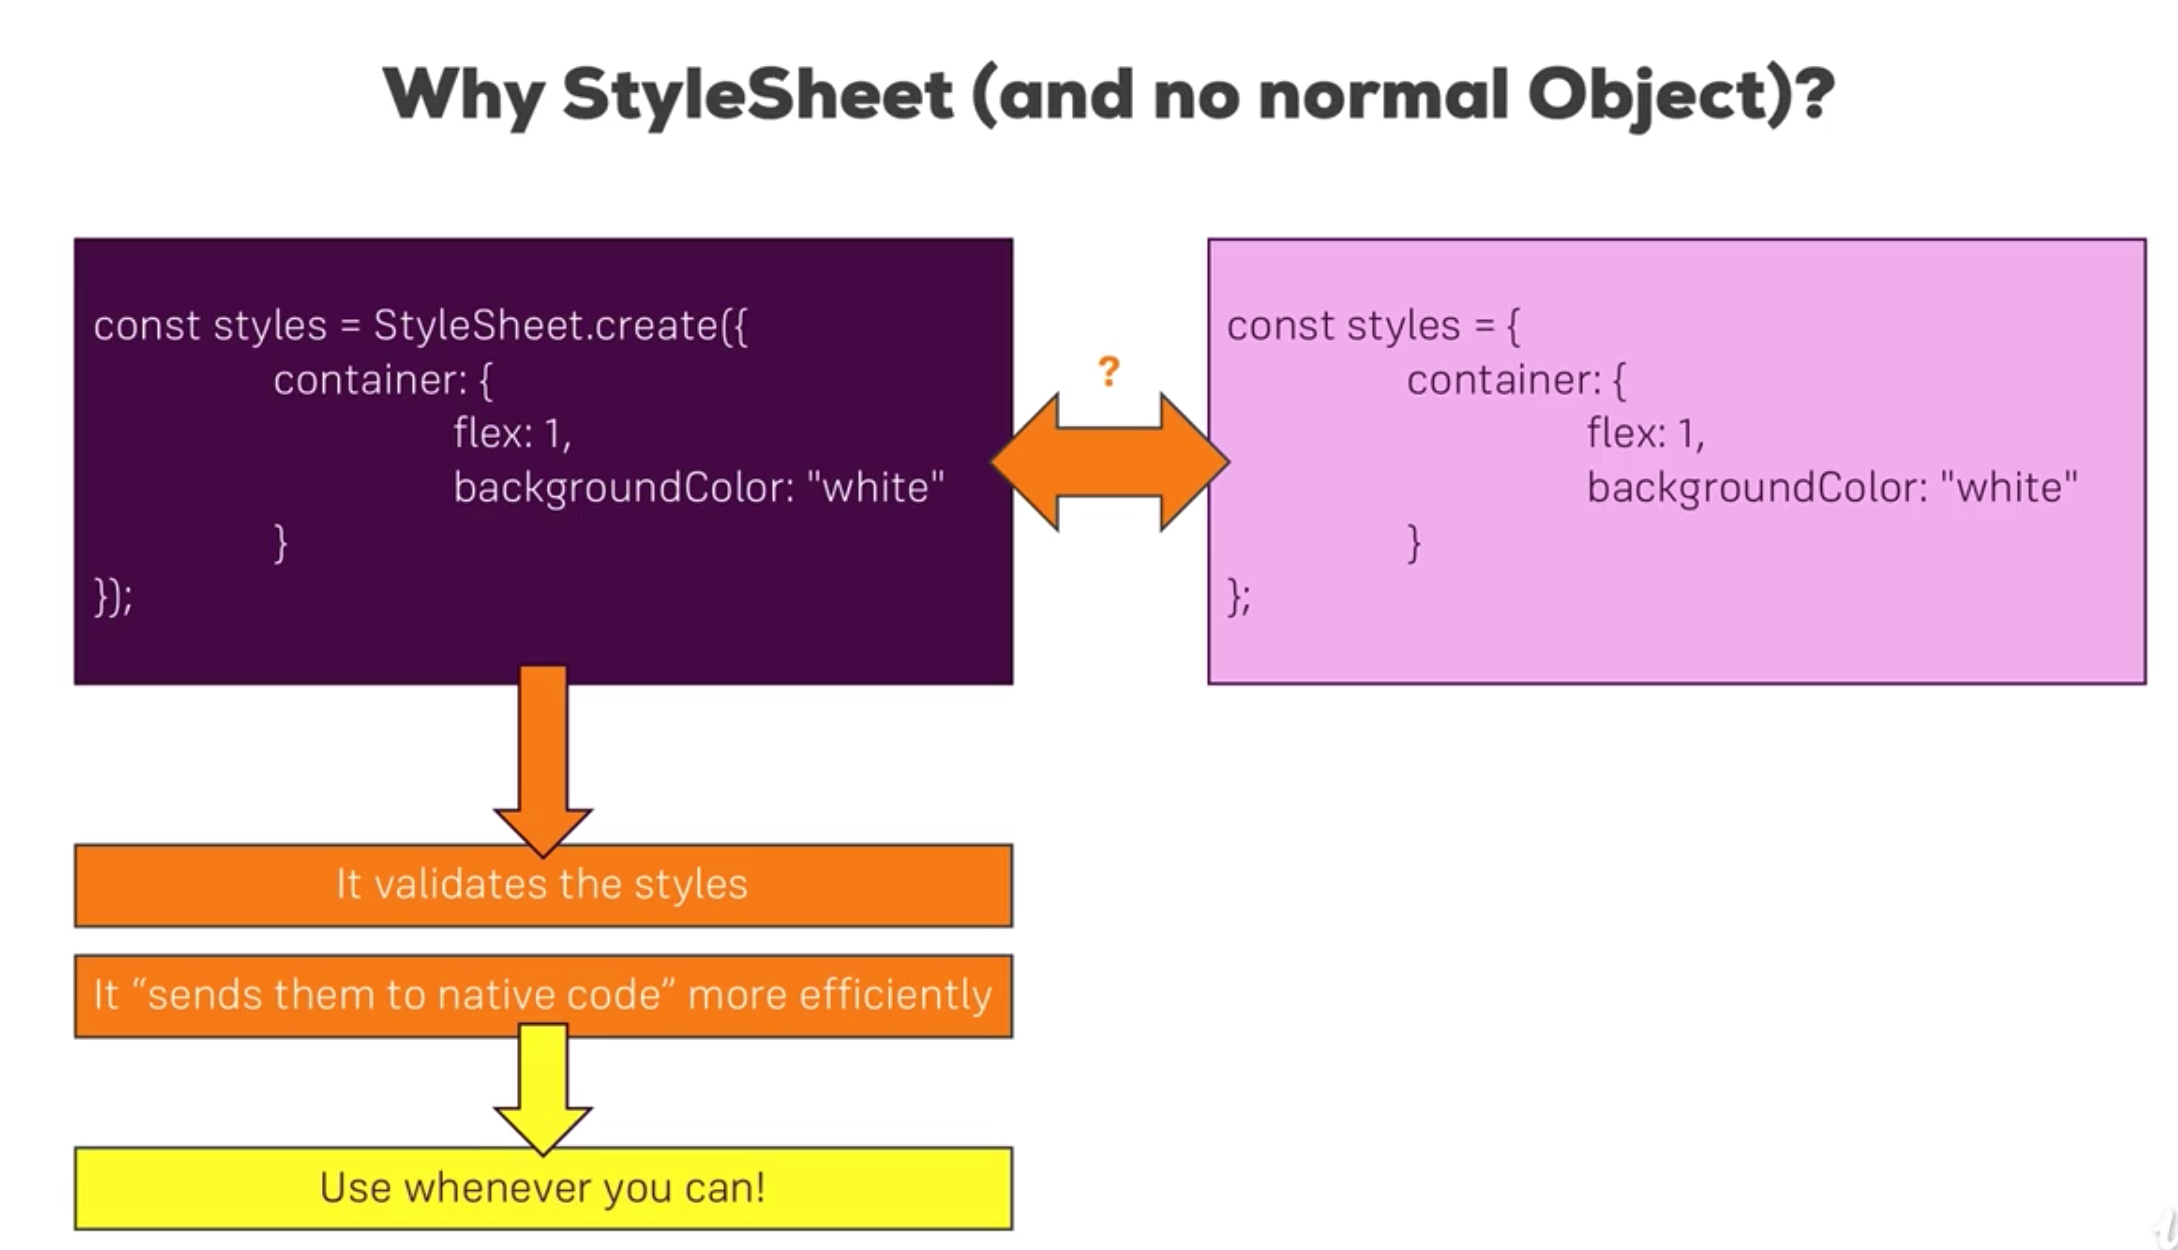 Why StyleSheet (and no normal Object)?
const styles = StyleSheet.create({
container: {
flex: 1,
backgroundColor: "white"
}
});
?
const styles = {
container: {
flex: 1,
backgroundColor: "white"
}
};
It validates the styles
It “sends them to native code” more efficiently
Use whenever you can!